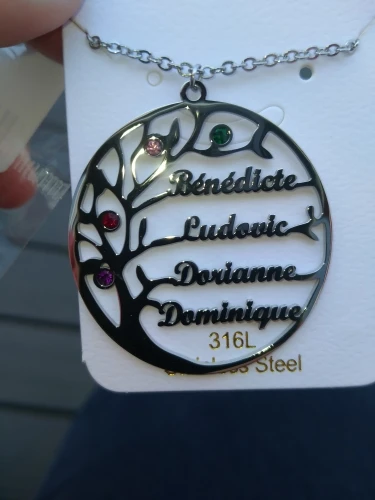 Bénédicte
Ludovic
Dorianne
Dominique
316L
Stainless Steel